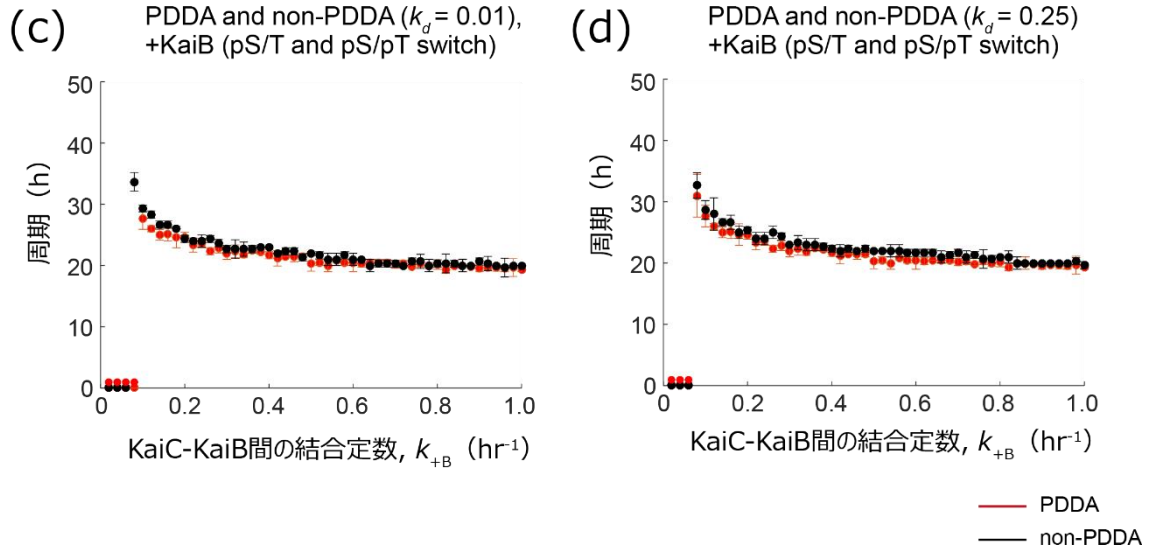 (c)
PDDA and non-PDDA (k_d = 0.01),
+KaiB (pS/T and pS/pT switch)
周期 (h)
50
40
30
20
10
0
0 0.2 0.4 0.6 0.8 1.0
KaiC-KaiB間の結合定数, k+B (hr-1)
(d)
PDDA and non-PDDA (k_d = 0.25)
+KaiB (pS/T and pS/pT switch)
周期 (h)
50
40
30
20
10
0
0 0.2 0.4 0.6 0.8 1.0
KaiC-KaiB間の結合定数, k+B (hr-1)
PDDA
non-PDDA